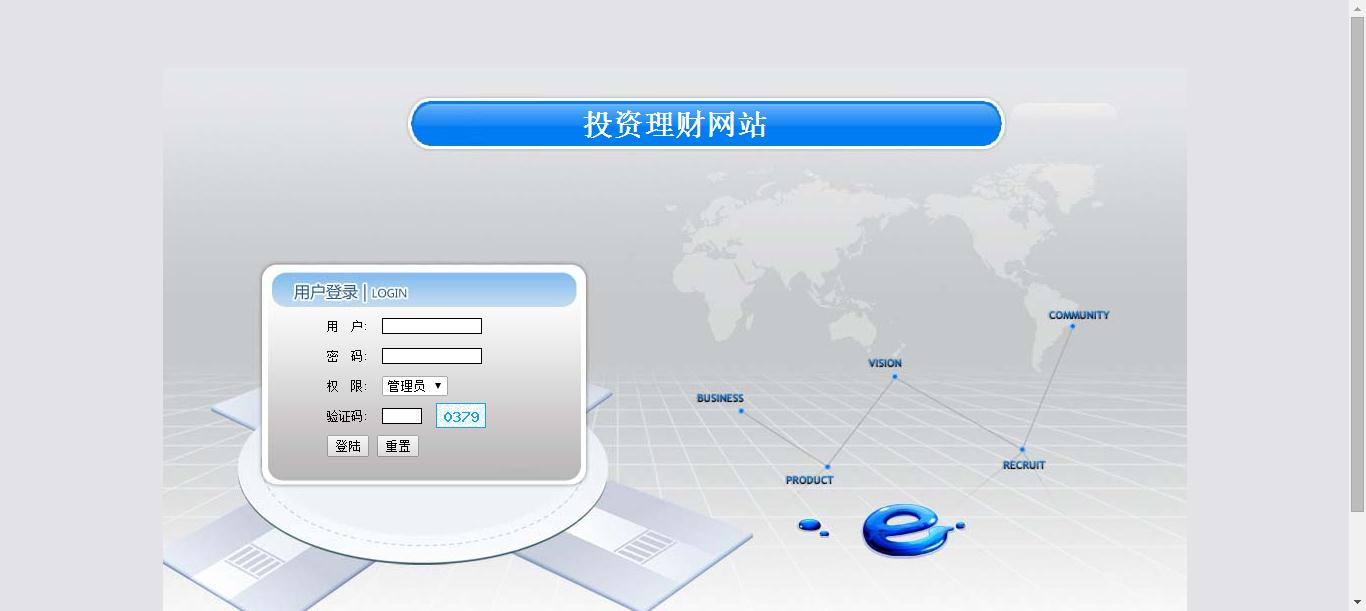 投资理财网站
用户登录 | LOGIN
用 户:
密 码:
权 限: 管理员
验证码: 0379
登陆 重置
COMMUNITY
VISION
BUSINESS
RECRUIT
PRODUCT
e